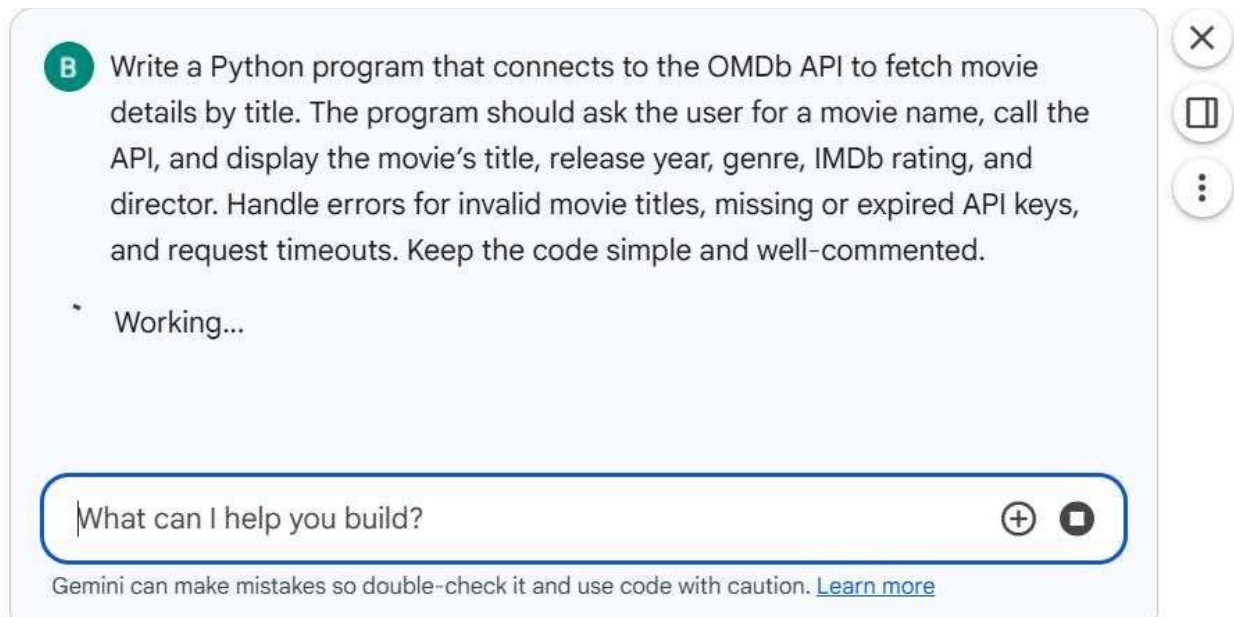 B Write a Python program that connects to the OMDb API to fetch movie
details by title. The program should ask the user for a movie name, call the
API, and display the movie’s title, release year, genre, IMDb rating, and
director. Handle errors for invalid movie titles, missing or expired API keys,
and request timeouts. Keep the code simple and well-commented.
Working...
What can I help you build?
Gemini can make mistakes so double-check it and use code with caution. Learn more